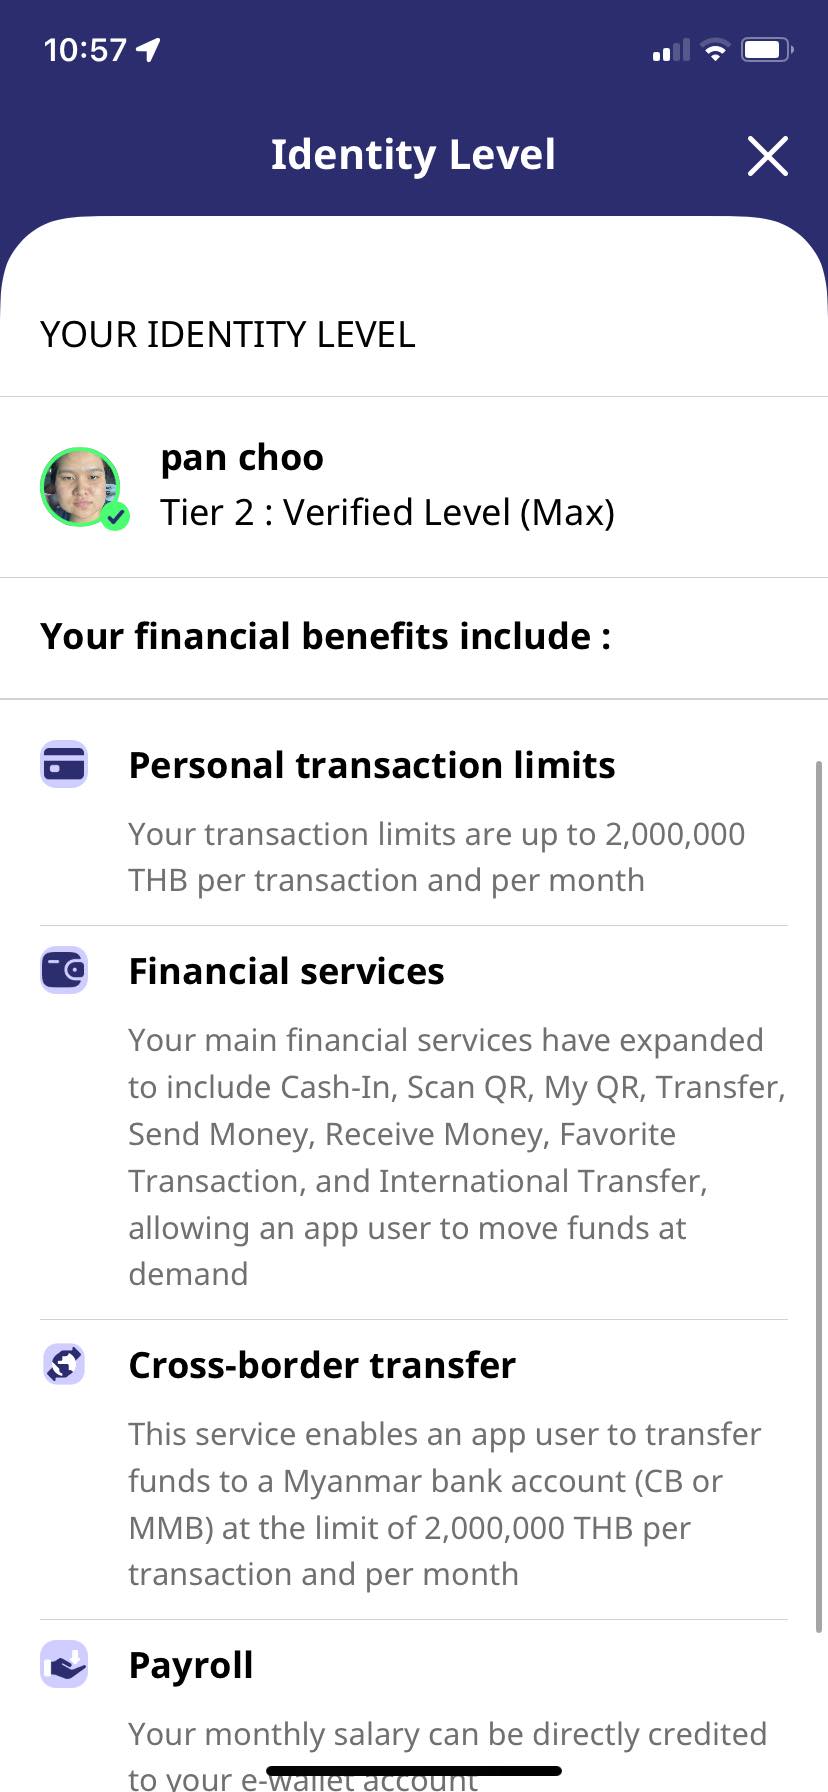 10:57
Identity Level
YOUR IDENTITY LEVEL
pan choo
Tier 2 : Verified Level (Max)
Your financial benefits include :
Personal transaction limits
Your transaction limits are up to 2,000,000
THB per transaction and per month
Financial services
Your main financial services have expanded
to include Cash-In, Scan QR, My QR, Transfer,
Send Money, Receive Money, Favorite
Transaction, and International Transfer,
allowing an app user to move funds at
demand
Cross-border transfer
This service enables an app user to transfer
funds to a Myanmar bank account (CB or
MMB) at the limit of 2,000,000 THB per
transaction and per month
Payroll
Your monthly salary can be directly credited
to your e-wallet account